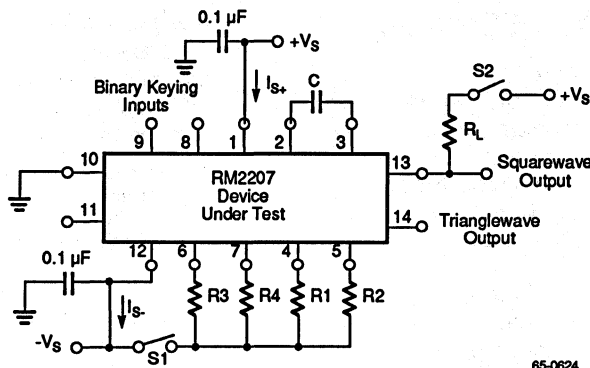 0.1 µF
+Vs
Is+
C
S2
+Vs
Binary Keying
Inputs
RL
9
8
1
2
3
10
13
RM2207
Device
Under Test
Squarewave
Output
11
14
Trianglewave
Output
12
6
7
4
5
0.1 µF
Is-
R3
R4
R1
R2
-Vs
S1
65-0624